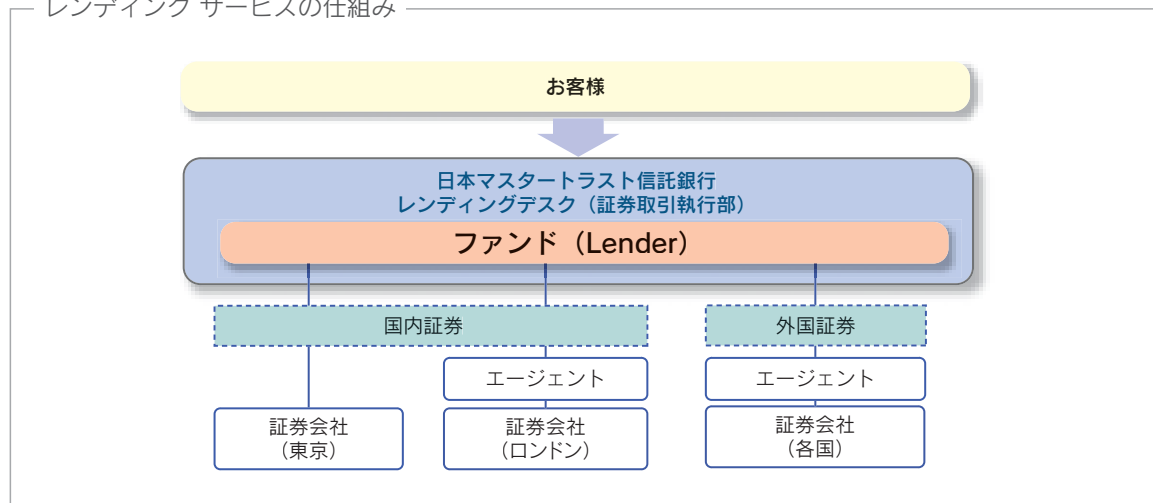 レンディング サービスの仕組み
お客様
日本マスタートラスト信託銀行
レンディングデスク（証券取引執行部）
ファンド（Lender）
国内証券
外国証券
エージェント
エージェント
証券会社
（東京）
証券会社
（ロンドン）
証券会社
（各国）